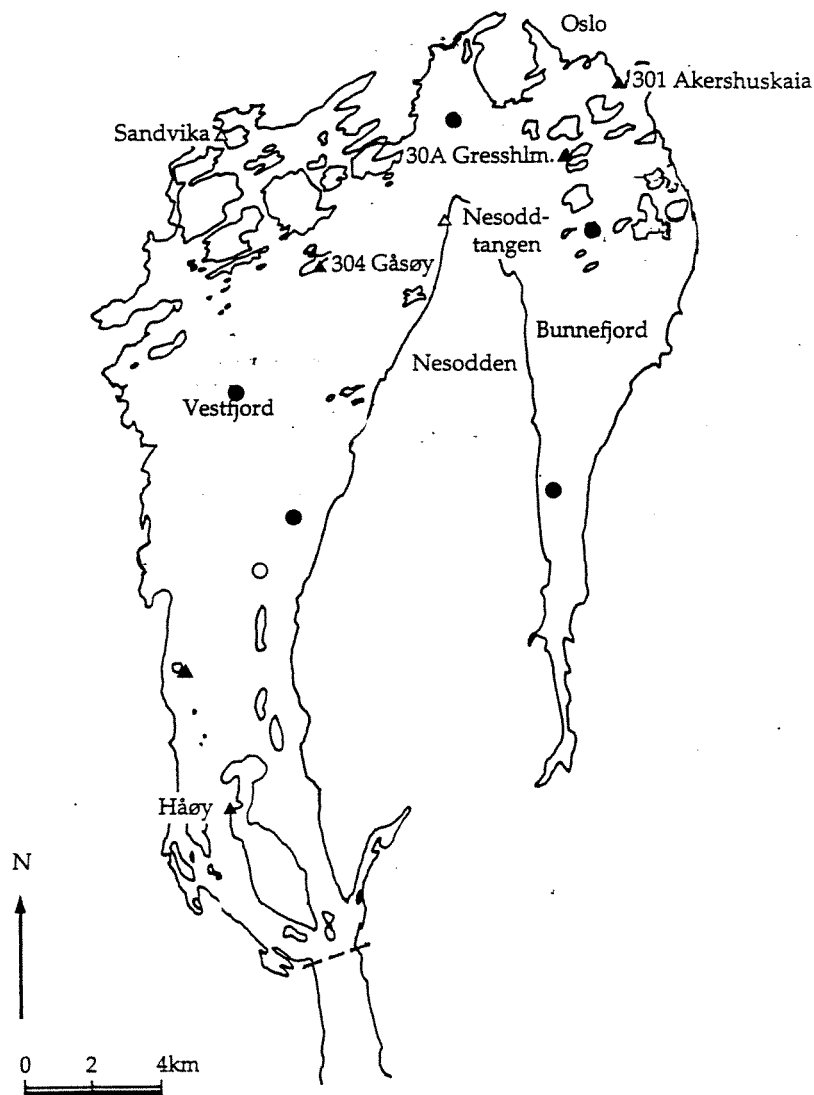 Oslo
301 Akershuskaia
Sandvika
30A Gresshlm.
Nesodd-
tangen
304 Gåsøy
Bunnefjord
Nesodden
Vestfjord
Håøy
N
0 2 4km